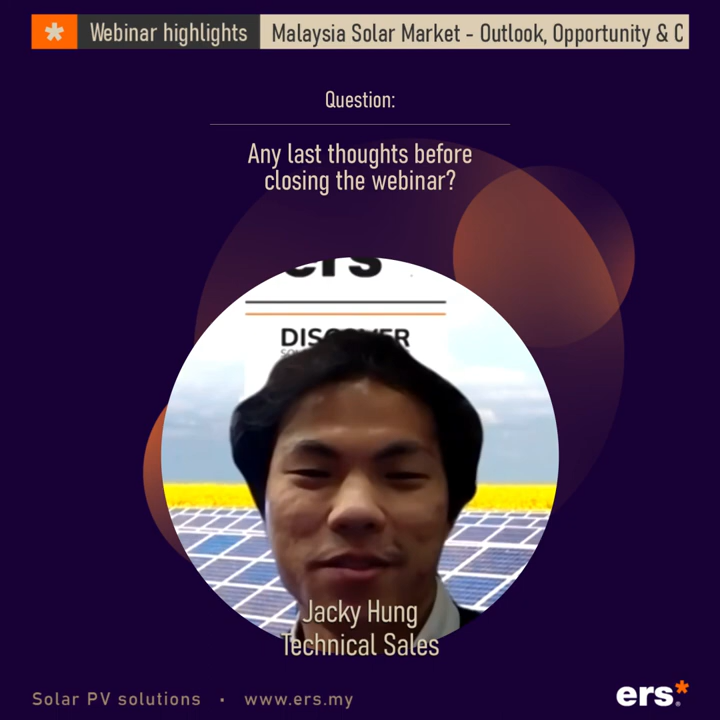 Webinar highlights
Malaysia Solar Market - Outlook, Opportunity & C
Question:
Any last thoughts before
closing the webinar?
ers
DISCOVER
Jacky Hung
Technical Sales
Solar PV solutions · www.ers.my
ers.*